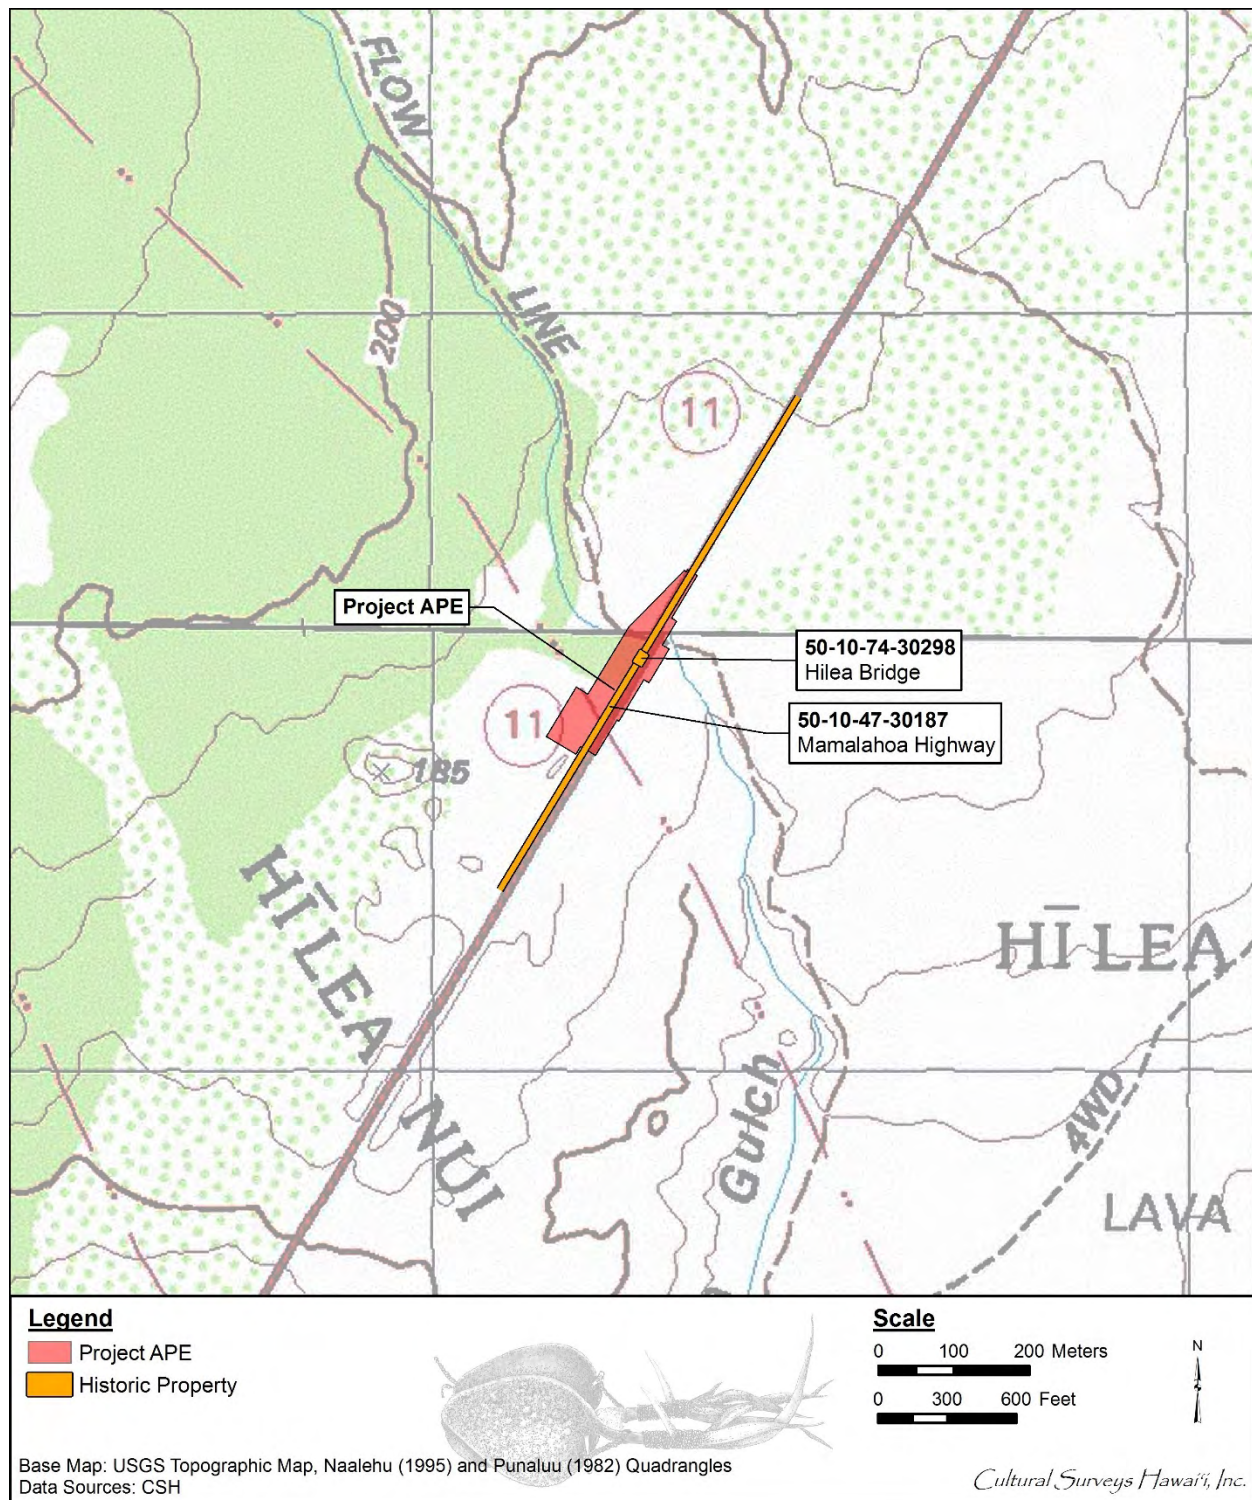 FLOW
LINE
200
11
Project APE
50-10-74-30298
Hilea Bridge
50-10-47-30187
Mamalahoa Highway
11
185
HĪLEA
NUI
HĪLEA
Gulch
4WD
LAVA
Legend
Project APE
Historic Property
Scale
0 100 200 Meters
0 300 600 Feet
N
Base Map: USGS Topographic Map, Naalehu (1995) and Punaluu (1982) Quadrangles
Data Sources: CSH
Cultural Surveys Hawaiʻi, Inc.